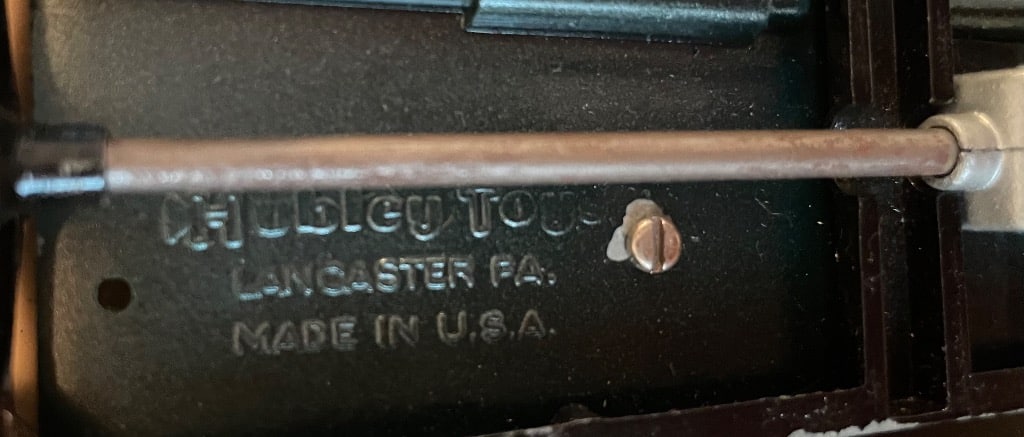 Hubley Toys
LANCASTER PA.
MADE IN U.S.A.